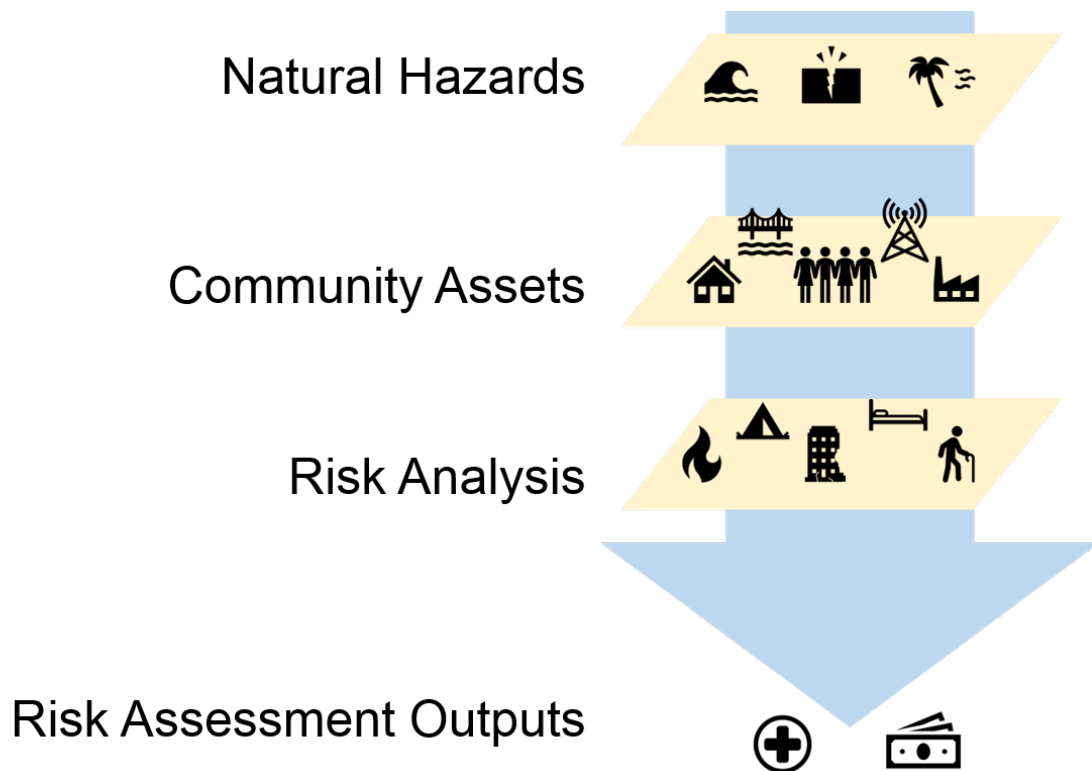 Natural Hazards
Community Assets
Risk Analysis
Risk Assessment Outputs